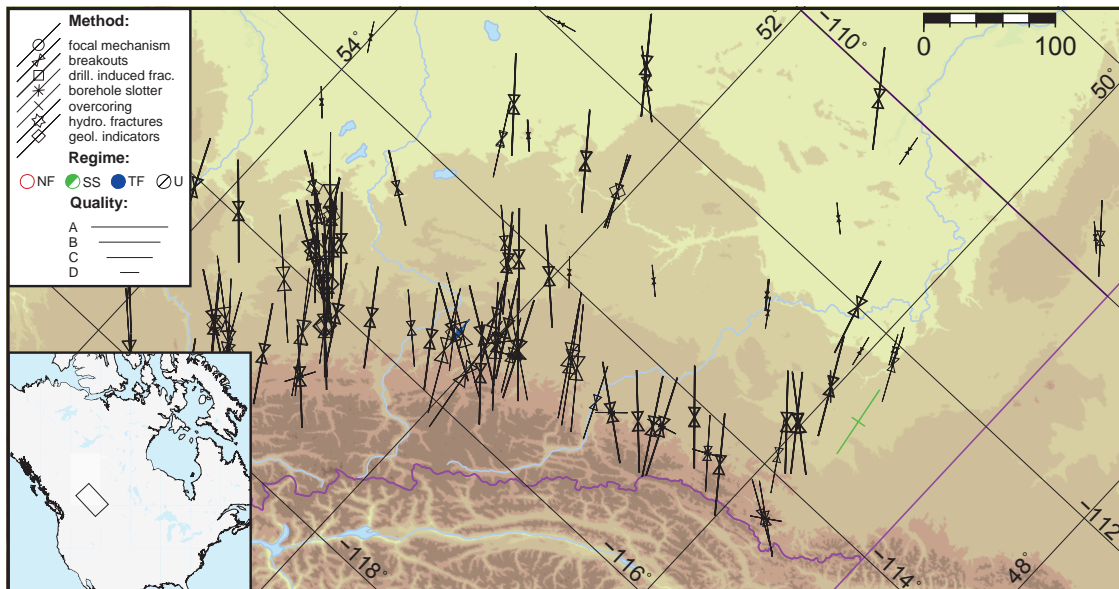 Method:
focal mechanism
breakouts
drill. induced frac.
borehole slotter
overcoring
hydro. fractures
geol. indicators
Regime:
NF SS TF U
Quality:
A
B
C
D
54°
52°
-110°
50°
0 100
-118°
-116°
-114°
48°
-112°